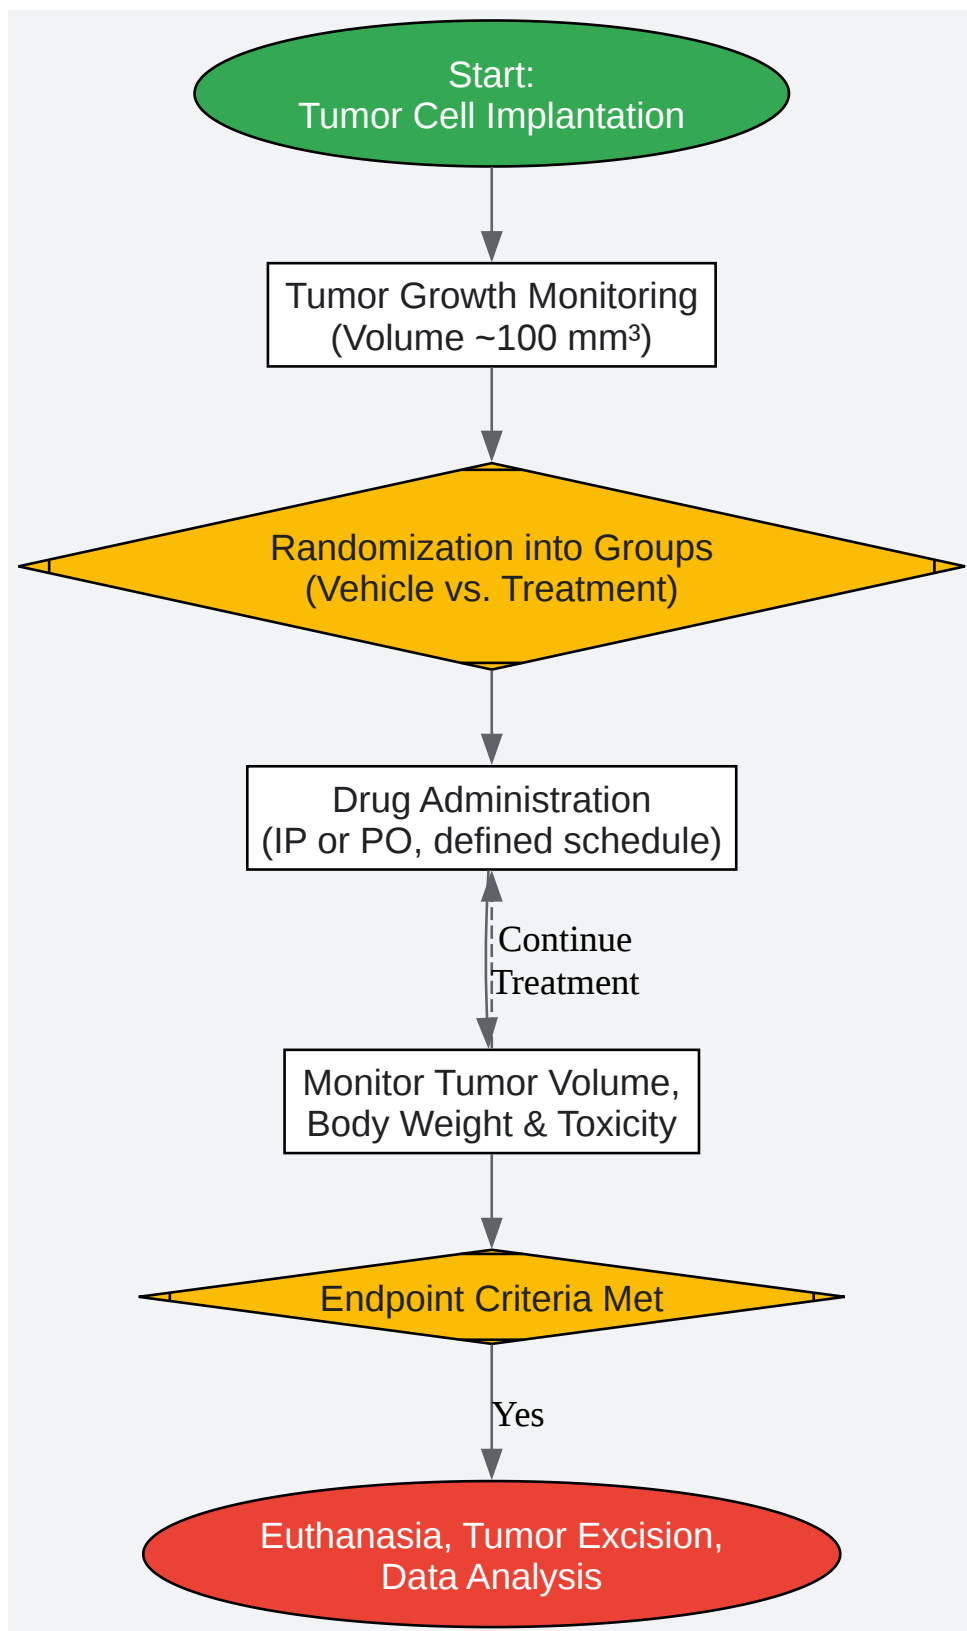 Start:
Tumor Cell Implantation
Tumor Growth Monitoring
(Volume ~100 mm³)
Randomization into Groups
(Vehicle vs. Treatment)
Drug Administration
(IP or PO, defined schedule)
Continue
Treatment
Monitor Tumor Volume,
Body Weight & Toxicity
Endpoint Criteria Met
Yes
Euthanasia, Tumor Excision,
Data Analysis